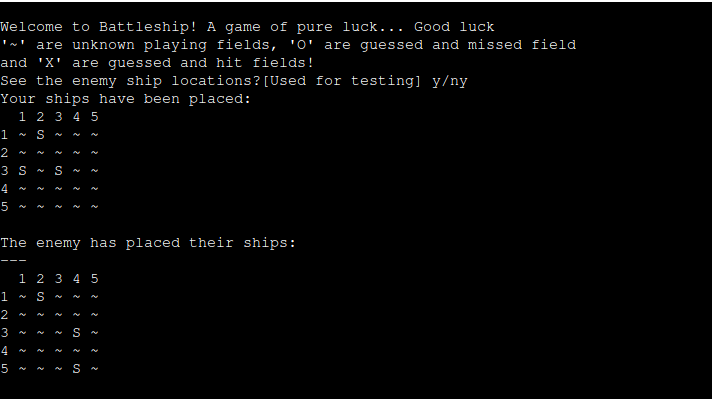 Welcome to Battleship! A game of pure luck... Good luck
'~' are unknown playing fields, 'O' are guessed and missed field
and 'X' are guessed and hit fields!
See the enemy ship locations?[Used for testing] y/ny
Your ships have been placed:
  1 2 3 4 5
1 ~ S ~ ~ ~
2 ~ ~ ~ ~ ~
3 S ~ S ~ ~
4 ~ ~ ~ ~ ~
5 ~ ~ ~ ~ ~

The enemy has placed their ships:
---
  1 2 3 4 5
1 ~ S ~ ~ ~
2 ~ ~ ~ ~ ~
3 ~ ~ ~ S ~
4 ~ ~ ~ ~ ~
5 ~ ~ ~ S ~